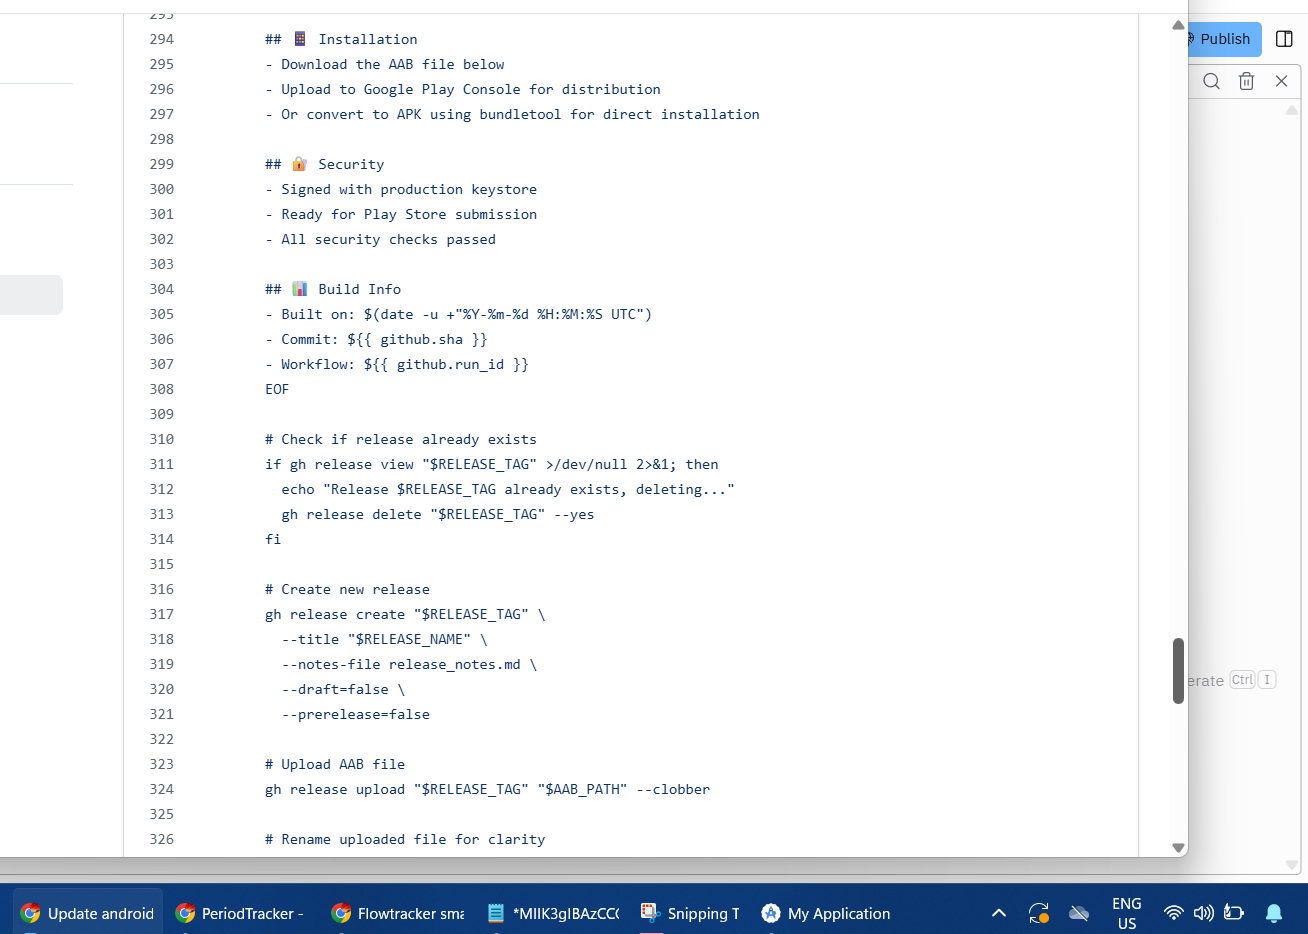 294 ## Installation
295 - Download the AAB file below
296 - Upload to Google Play Console for distribution
297 - Or convert to APK using bundletool for direct installation
298
299 ## 🔐 Security
300 - Signed with production keystore
301 - Ready for Play Store submission
302 - All security checks passed
303
304 ## 📊 Build Info
305 - Built on: $(date -u +"%Y-%m-%d %H:%M:%S UTC")
306 - Commit: ${{ github.sha }}
307 - Workflow: ${{ github.run_id }}
308 EOF
309
310 # Check if release already exists
311 if gh release view "$RELEASE_TAG" >/dev/null 2>&1; then
312 echo "Release $RELEASE_TAG already exists, deleting..."
313 gh release delete "$RELEASE_TAG" --yes
314 fi
315
316 # Create new release
317 gh release create "$RELEASE_TAG" \
318 --title "$RELEASE_NAME" \
319 --notes-file release_notes.md \
320 --draft=false \
321 --prerelease=false
322
323 # Upload AAB file
324 gh release upload "$RELEASE_TAG" "$AAB_PATH" --clobber
325
326 # Rename uploaded file for clarity
Publish
erate Ctrl I
Update android
PeriodTracker -
Flowtracker sma
Snipping T
My Application
ENG
US